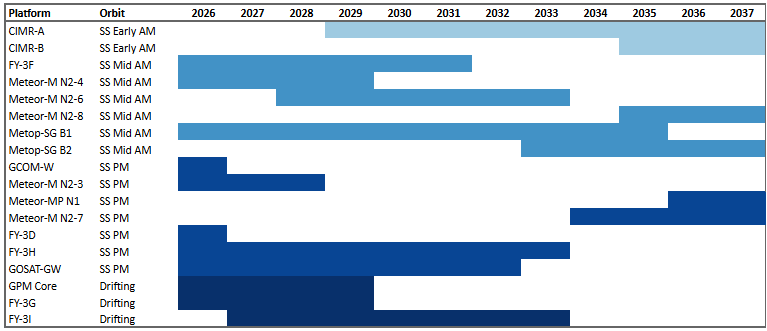 Platform Orbit 2026 2027 2028 2029 2030 2031 2032 2033 2034 2035 2036 2037
CIMR-A SS Early AM
CIMR-B SS Early AM
FY-3F SS Mid AM
Meteor-M N2-4 SS Mid AM
Meteor-M N2-6 SS Mid AM
Meteor-M N2-8 SS Mid AM
Metop-SG B1 SS Mid AM
Metop-SG B2 SS Mid AM
GCOM-W SS PM
Meteor-M N2-3 SS PM
Meteor-MP N1 SS PM
Meteor-M N2-7 SS PM
FY-3D SS PM
FY-3H SS PM
GOSAT-GW SS PM
GPM Core Drifting
FY-3G Drifting
FY-3I Drifting